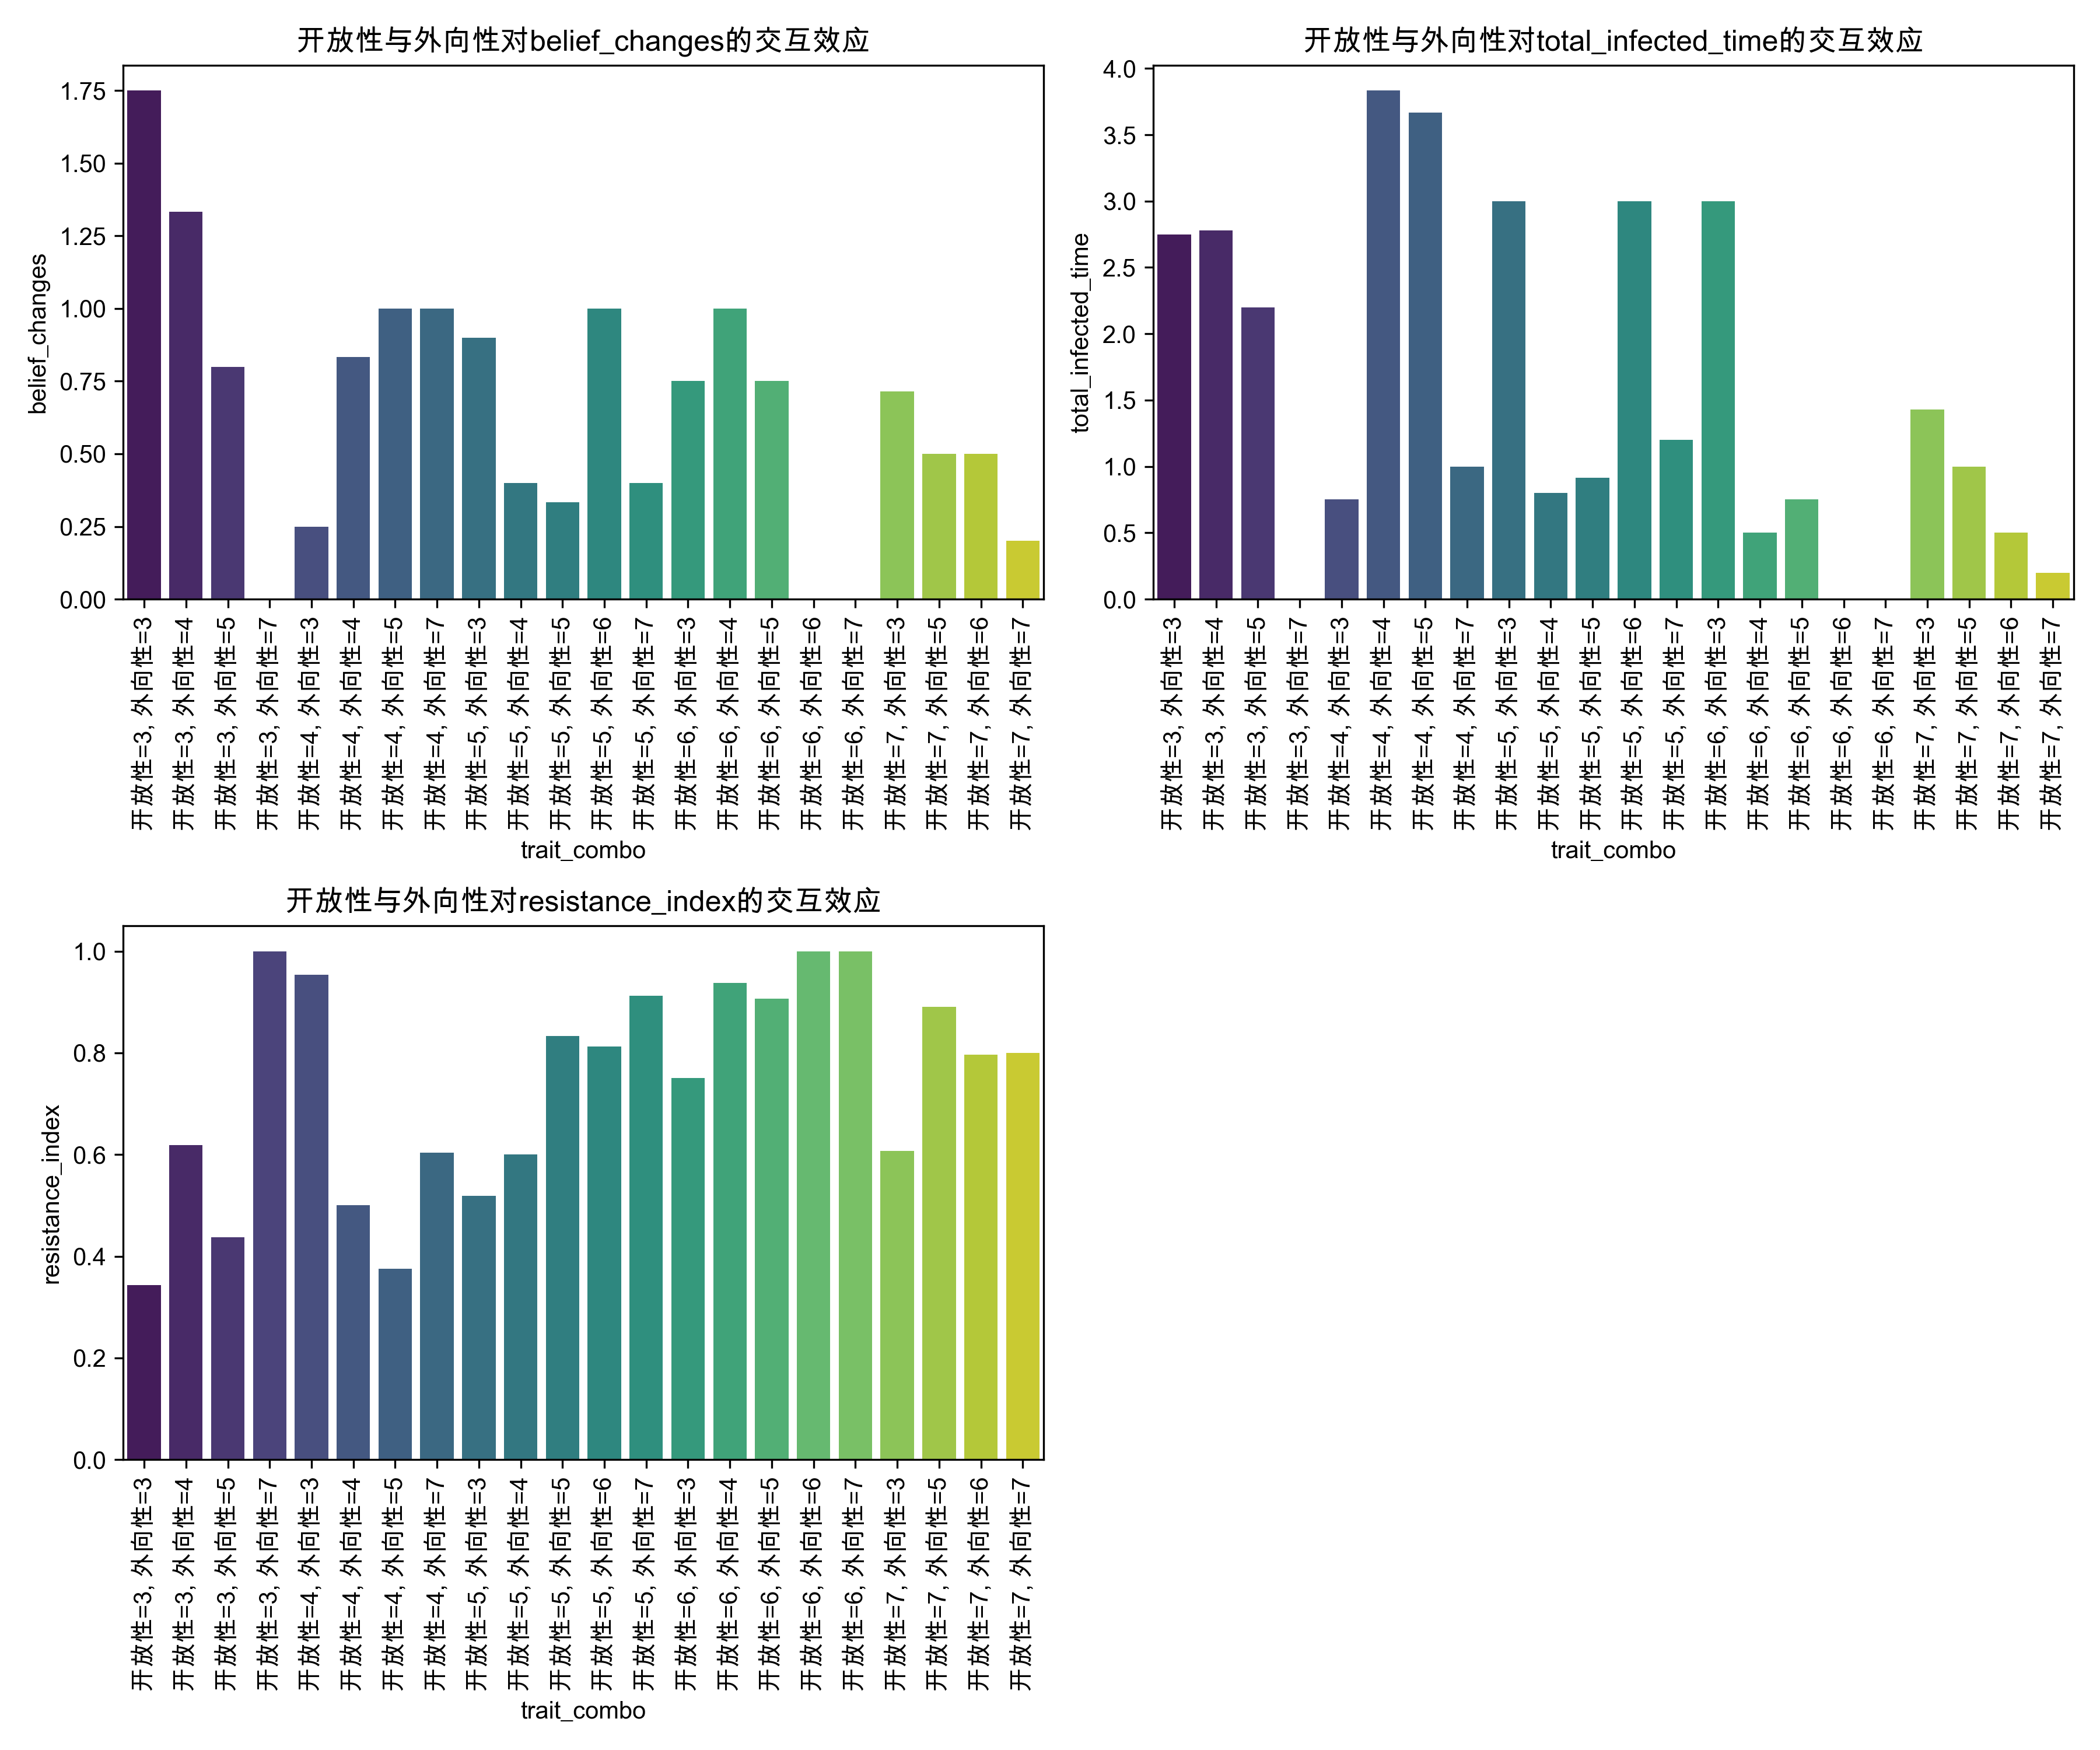 开放性与外向性对belief_changes的交互效应
belief_changes
1.75
1.50
1.25
1.00
0.75
0.50
0.25
0.00
开放性=3, 外向性=3
开放性=3, 外向性=4
开放性=3, 外向性=5
开放性=3, 外向性=7
开放性=4, 外向性=3
开放性=4, 外向性=4
开放性=4, 外向性=5
开放性=4, 外向性=7
开放性=5, 外向性=3
开放性=5, 外向性=4
开放性=5, 外向性=5
开放性=5, 外向性=6
开放性=5, 外向性=7
开放性=6, 外向性=3
开放性=6, 外向性=4
开放性=6, 外向性=5
开放性=6, 外向性=6
开放性=6, 外向性=7
开放性=7, 外向性=3
开放性=7, 外向性=5
开放性=7, 外向性=6
开放性=7, 外向性=7
trait_combo
开放性与外向性对total_infected_time的交互效应
total_infected_time
4.0
3.5
3.0
2.5
2.0
1.5
1.0
0.5
0.0
开放性=3, 外向性=3
开放性=3, 外向性=4
开放性=3, 外向性=5
开放性=3, 外向性=7
开放性=4, 外向性=3
开放性=4, 外向性=4
开放性=4, 外向性=5
开放性=4, 外向性=7
开放性=5, 外向性=3
开放性=5, 外向性=4
开放性=5, 外向性=5
开放性=5, 外向性=6
开放性=5, 外向性=7
开放性=6, 外向性=3
开放性=6, 外向性=4
开放性=6, 外向性=5
开放性=6, 外向性=6
开放性=6, 外向性=7
开放性=7, 外向性=3
开放性=7, 外向性=5
开放性=7, 外向性=6
开放性=7, 外向性=7
trait_combo
开放性与外向性对resistance_index的交互效应
resistance_index
1.0
0.8
0.6
0.4
0.2
0.0
开放性=3, 外向性=3
开放性=3, 外向性=4
开放性=3, 外向性=5
开放性=3, 外向性=7
开放性=4, 外向性=3
开放性=4, 外向性=4
开放性=4, 外向性=5
开放性=4, 外向性=7
开放性=5, 外向性=3
开放性=5, 外向性=4
开放性=5, 外向性=5
开放性=5, 外向性=6
开放性=5, 外向性=7
开放性=6, 外向性=3
开放性=6, 外向性=4
开放性=6, 外向性=5
开放性=6, 外向性=6
开放性=6, 外向性=7
开放性=7, 外向性=3
开放性=7, 外向性=5
开放性=7, 外向性=6
开放性=7, 外向性=7
trait_combo